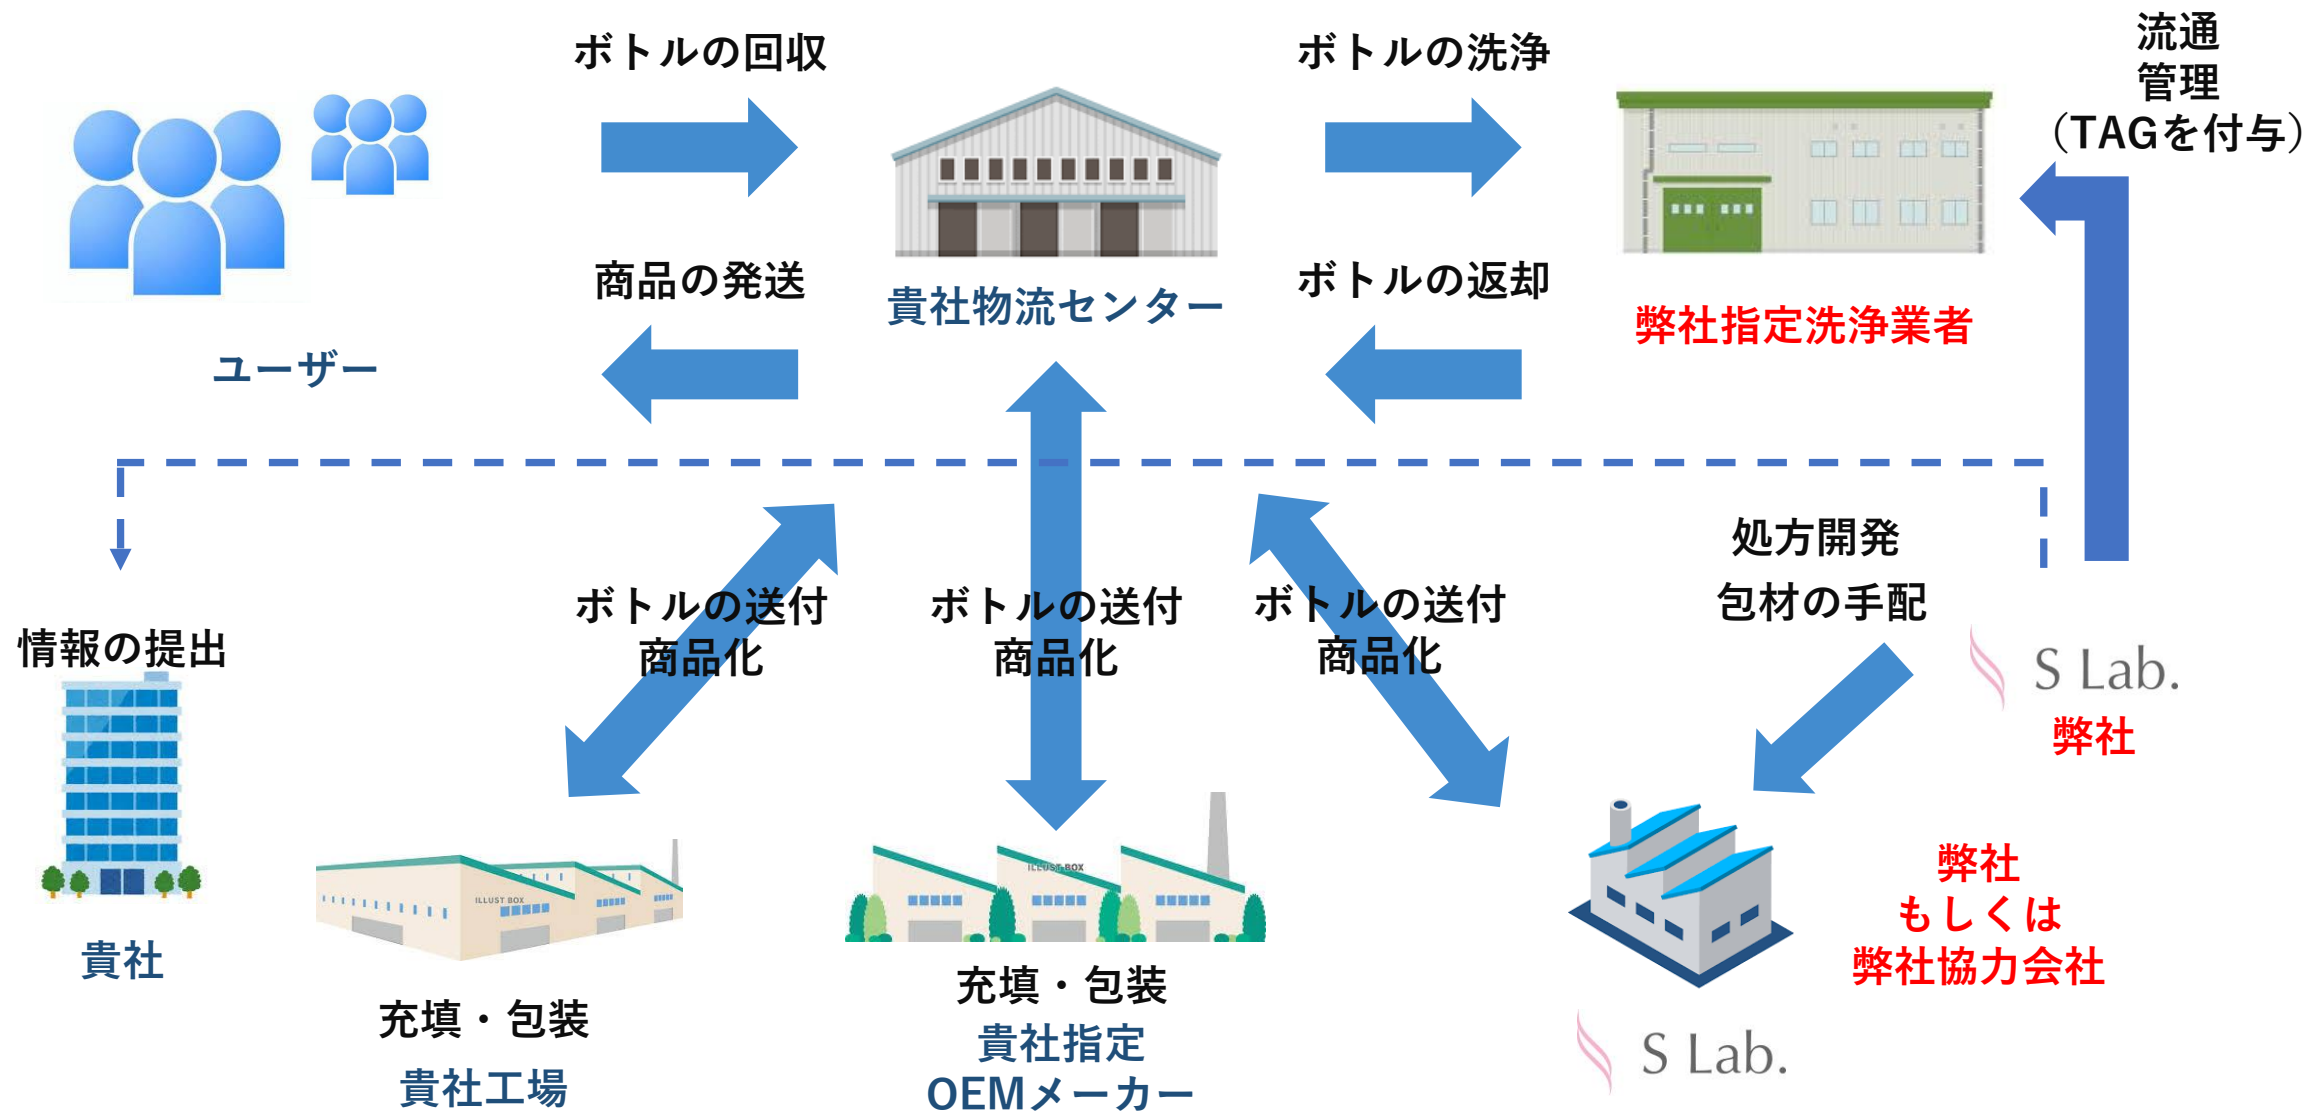 ボトルの回収
ボトルの洗浄
流通
管理
（TAGを付与）
商品の発送
ボトルの返却
貴社物流センター
弊社指定洗浄業者
ユーザー
処方開発
包材の手配
ボトルの送付
商品化
ボトルの送付
商品化
ボトルの送付
商品化
情報の提出
S Lab.
弊社
ILLUST BOX
ILLUST BOX
弊社
もしくは
弊社協力会社
貴社
充填・包装
貴社工場
充填・包装
貴社指定
OEMメーカー
S Lab.